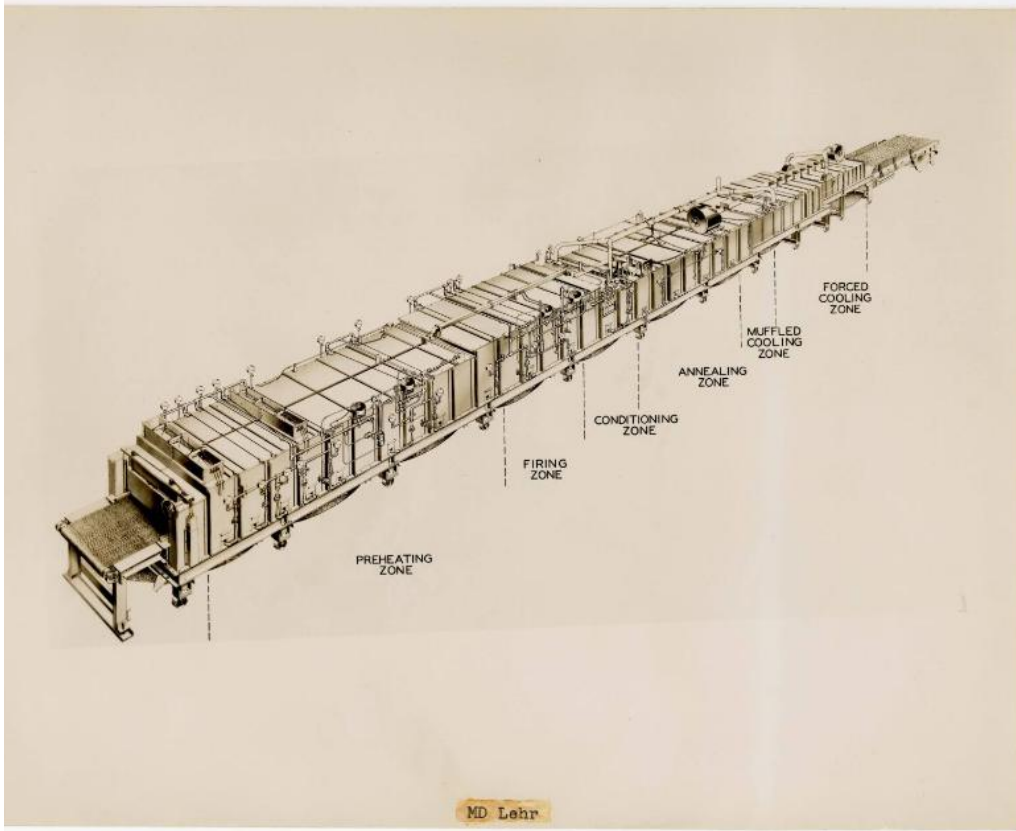 PREHEATING
ZONE
FIRING
ZONE
CONDITIONING
ZONE
ANNEALING
ZONE
MUFFLED
COOLING
ZONE
FORCED
COOLING
ZONE
MD Lehr